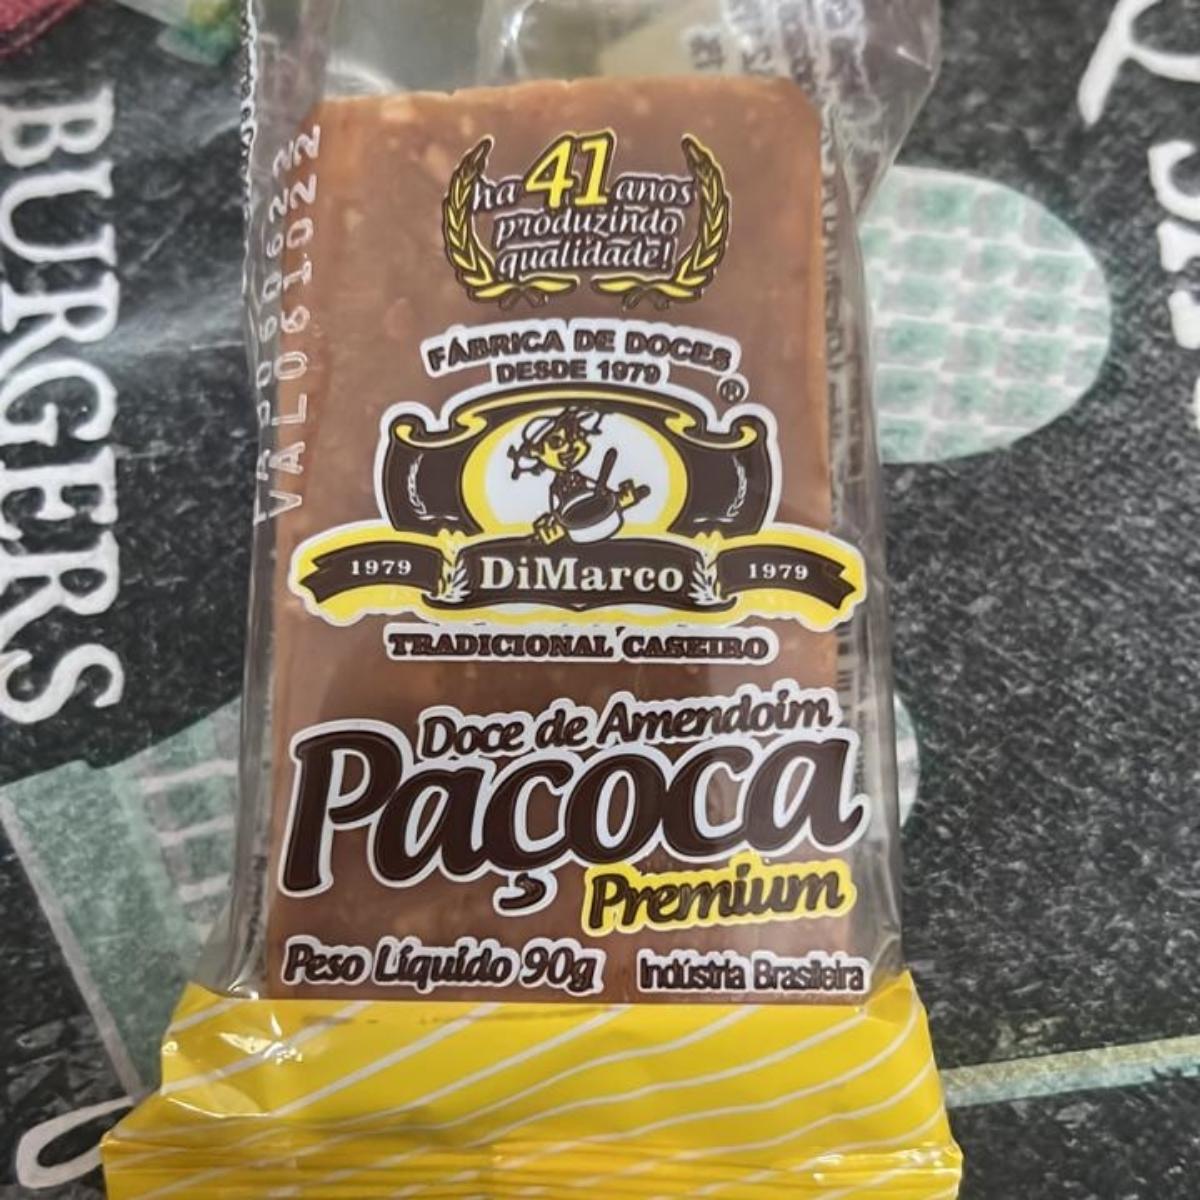 há 41 anos
produzindo
qualidade!
FÁBRICA DE DOCES
DESDE 1979
®
1979 DiMarco 1979
TRADICIONAL CASEIRO
Doce de Amendoim
Paçoca
Premium
Peso Líquido 90g Indústria Brasileira
VAL061022
BURGERS